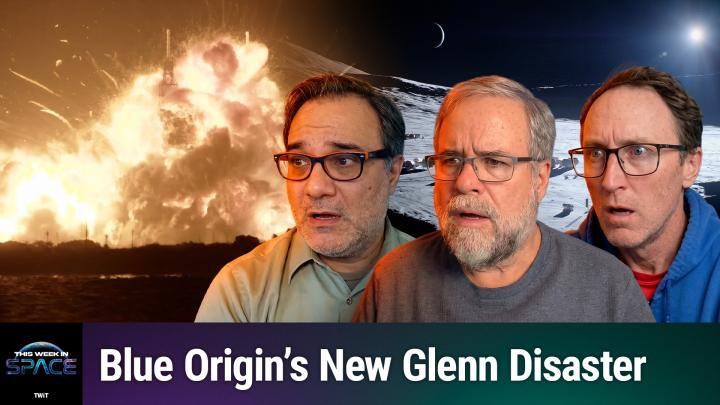 THIS WEEK IN
SPACE
TWiT
Blue Origin's New Glenn Disaster